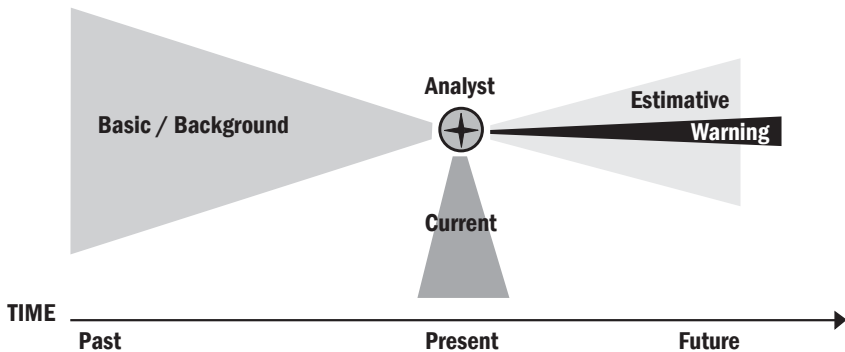 Analyst
Estimative
Basic / Background
Warning
Current
TIME
Past
Present
Future